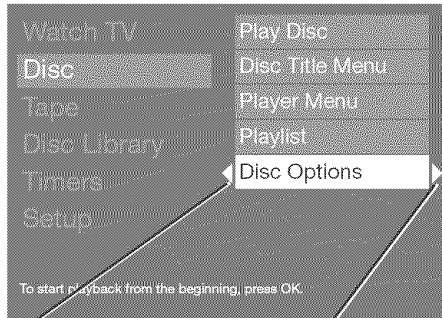 Watch TV
Disc
Tape
Disc Library
Timers
Setup
Play Disc
Disc Title Menu
Player Menu
Playlist
Disc Options
To start playback from the beginning, press OK.